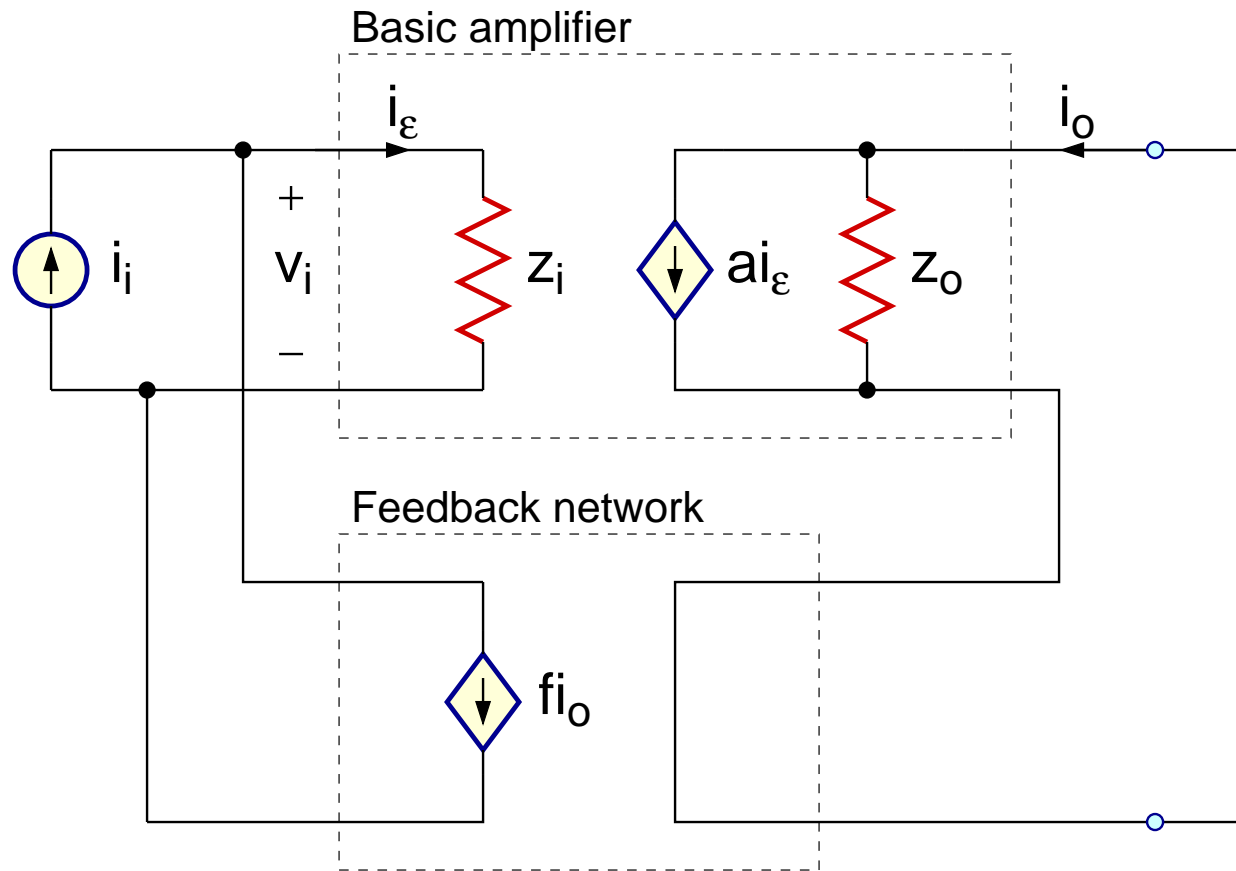 Basic amplifier
iε
io
+
ii
vi
zi
aiε
zo
−
Feedback network
fio